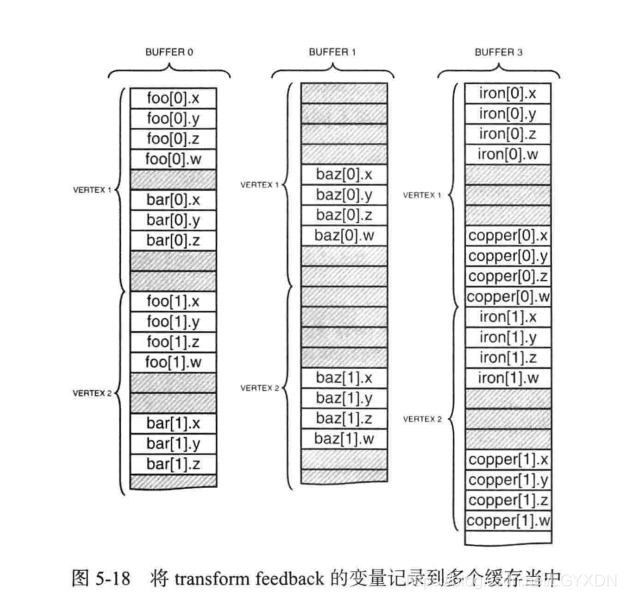 BUFFER 0
VERTEX 1
foo[0].x
foo[0].y
foo[0].z
foo[0].w
bar[0].x
bar[0].y
bar[0].z
VERTEX 2
foo[1].x
foo[1].y
foo[1].z
foo[1].w
bar[1].x
bar[1].y
bar[1].z
BUFFER 1
VERTEX 1
baz[0].x
baz[0].y
baz[0].z
baz[0].w
VERTEX 2
baz[1].x
baz[1].y
baz[1].z
baz[1].w
BUFFER 3
VERTEX 1
iron[0].x
iron[0].y
iron[0].z
iron[0].w
copper[0].x
copper[0].y
copper[0].z
copper[0].w
VERTEX 2
iron[1].x
iron[1].y
iron[1].z
iron[1].w
copper[1].x
copper[1].y
copper[1].z
copper[1].w
图 5-18 将 transform feedback 的变量记录到多个缓存当中